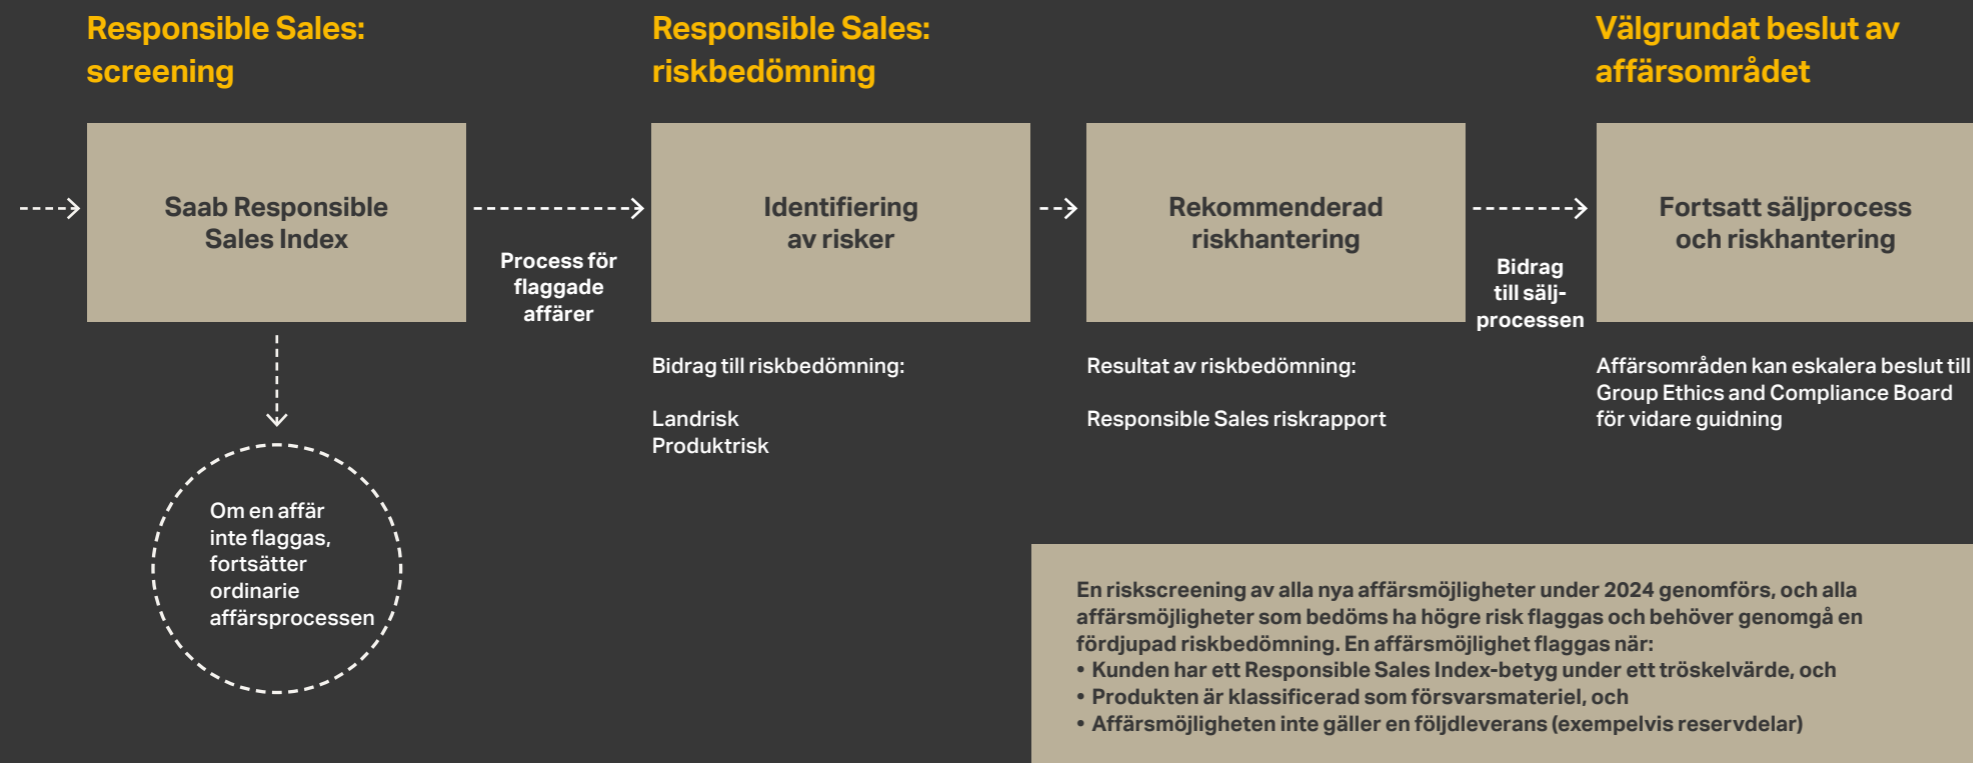 Responsible Sales:
screening
Saab Responsible
Sales Index
Om en affär
inte flaggas,
fortsätter
ordinarie
affärsprocessen
Process för
flaggade
affärer
Responsible Sales:
riskbedömning
Identifiering
av risker
Bidrag till riskbedömning:
Landrisk
Produktrisk
Rekommenderad
riskhantering
Resultat av riskbedömning:
Responsible Sales riskrapport
Bidrag
till sälj-
processen
Välgrundat beslut av
affärsområdet
Fortsatt säljprocess
och riskhantering
Affärsområden kan eskalera beslut till
Group Ethics and Compliance Board
för vidare guidning
En riskscreening av alla nya affärsmöjligheter under 2024 genomförs, och alla
affärsmöjligheter som bedöms ha högre risk flaggas och behöver genomgå en
fördjupad riskbedömning. En affärsmöjlighet flaggas när:
• Kunden har ett Responsible Sales Index-betyg under ett tröskelvärde, och
• Produkten är klassificerad som försvarsmateriel, och
• Affärsmöjligheten inte gäller en följdleverans (exempelvis reservdelar)